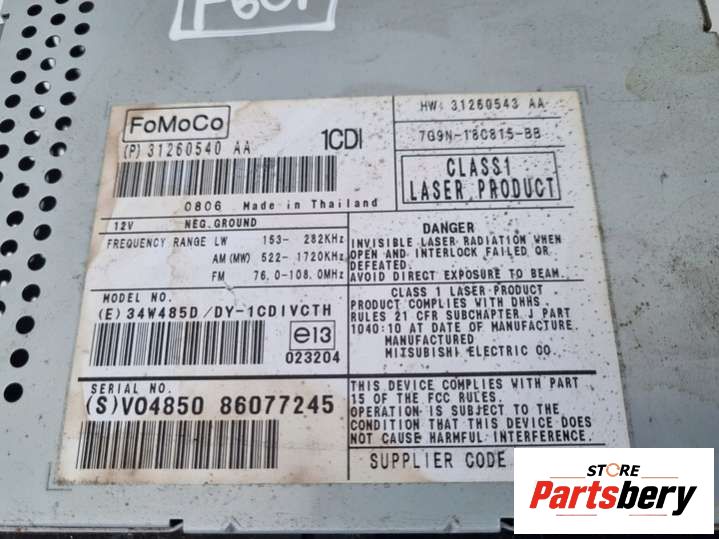 FoMoCo
1CDI
(P) 31260540 AA
0806 Made in Thailand
HW: 31260543 AA
7G9N-18C815-BB
CLASS1
LASER PRODUCT
12V NEG.GROUND
FREQUENCY RANGE LW 153- 282KHz
AM(MW) 522- 1720KHz
FM 76.0-108.0MHz
DANGER
INVISIBLE LASER RADIATION WHEN
OPEN AND INTERLOCK FAILED OR
DEFEATED.
AVOID DIRECT EXPOSURE TO BEAM.
MODEL NO.
(E) 34W485D/DY-1CDIVCTH
e13
023204
CLASS 1 LASER PRODUCT
PRODUCT COMPLIES WITH DHHS
RULES 21 CFR SUBCHAPTER J PART
1040:10 AT DATE OF MANUFACTURE.
MANUFACTURED
MITSUBISHI ELECTRIC CO.
SERIAL NO.
(S)V04850 86077245
THIS DEVICE COMPLIES WITH PART
15 OF THE FCC RULES.
OPERATION IS SUBJECT TO THE
CONDITION THAT THIS DEVICE DOES
NOT CAUSE HARMFUL INTERFERENCE.
SUPPLIER CODE
STORE
Partsbery